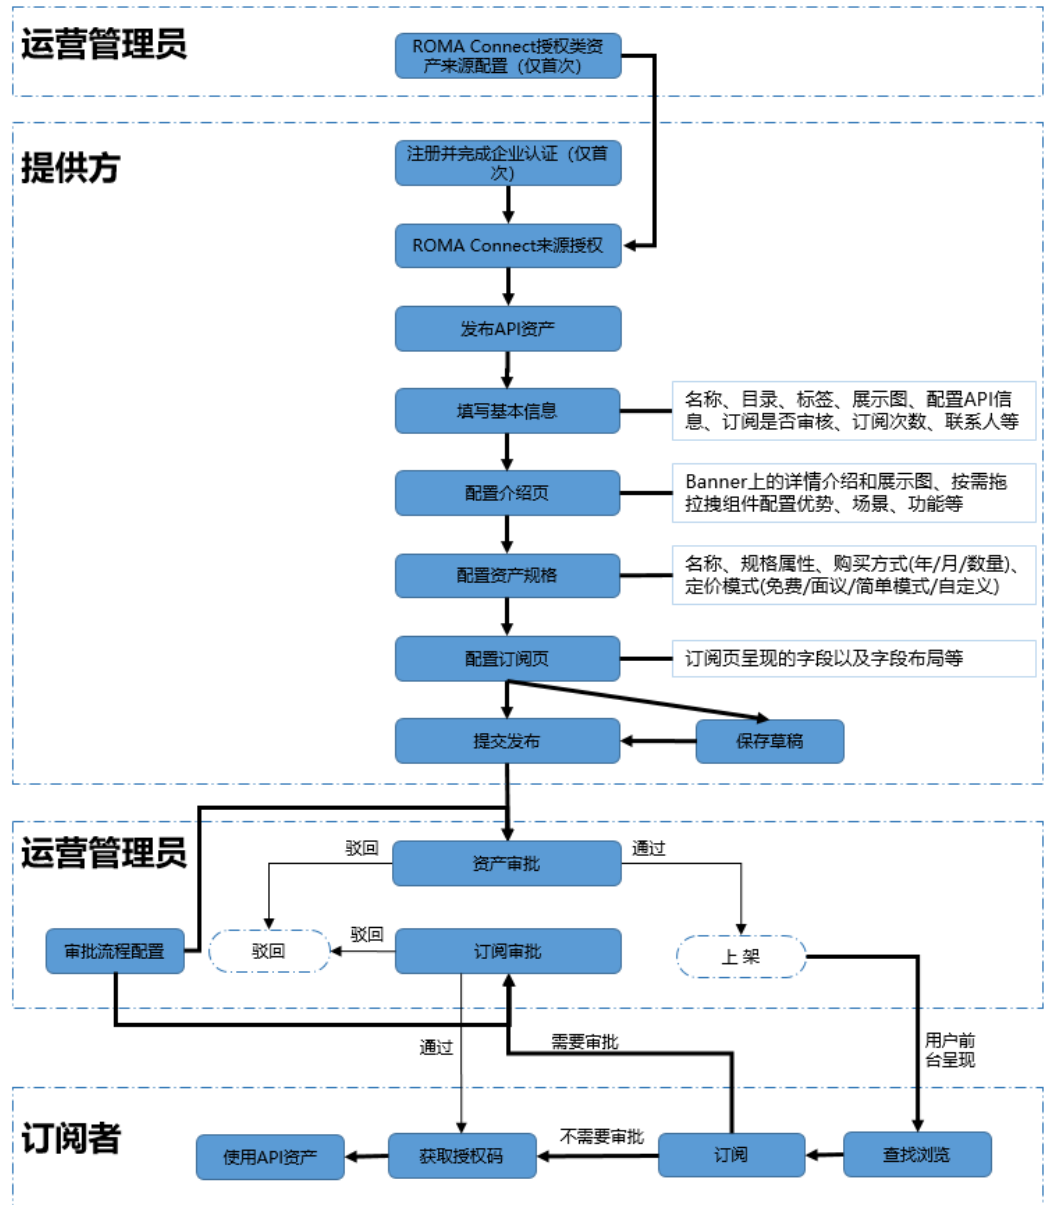 运营管理员
ROMA Connect授权类资
产来源配置（仅首次）
提供方
注册并完成企业认证（仅首
次）
ROMA Connect来源授权
发布API资产
填写基本信息
名称、目录、标签、展示图、配置API信
息、订阅是否审核、订阅次数、联系人等
配置介绍页
Banner上的详情介绍和展示图、按需拖
拉拽组件配置优势、场景、功能等
配置资产规格
名称、规格属性、购买方式(年/月/数量)、
定价模式(免费/面议/简单模式/自定义)
配置订阅页
订阅页呈现的字段以及字段布局等
提交发布
保存草稿
运营管理员
驳回
资产审批
通过
审批流程配置
驳回
驳回
订阅审批
上 架
通过
需要审批
用户前
台呈现
订阅者
使用API资产
获取授权码
不需要审批
订阅
查找浏览